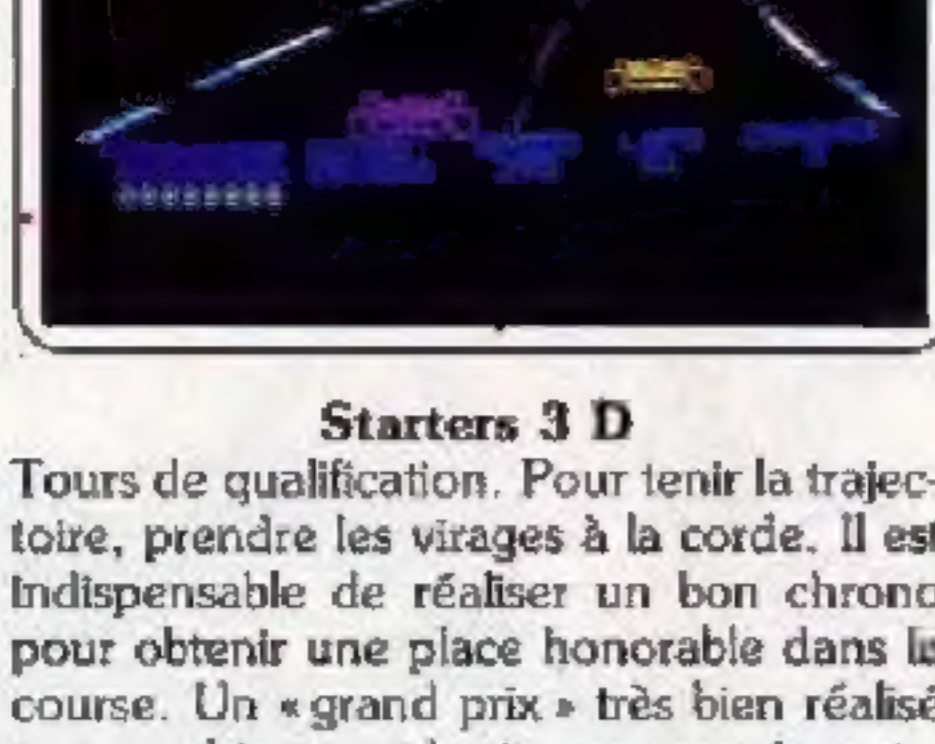 Starters 3 D
Tours de qualification. Pour tenir la trajec-
toire, prendre les virages à la corde. Il est
indispensable de réaliser un bon chrono
pour obtenir une place honorable dans la
course. Un « grand prix » très bien réalisé